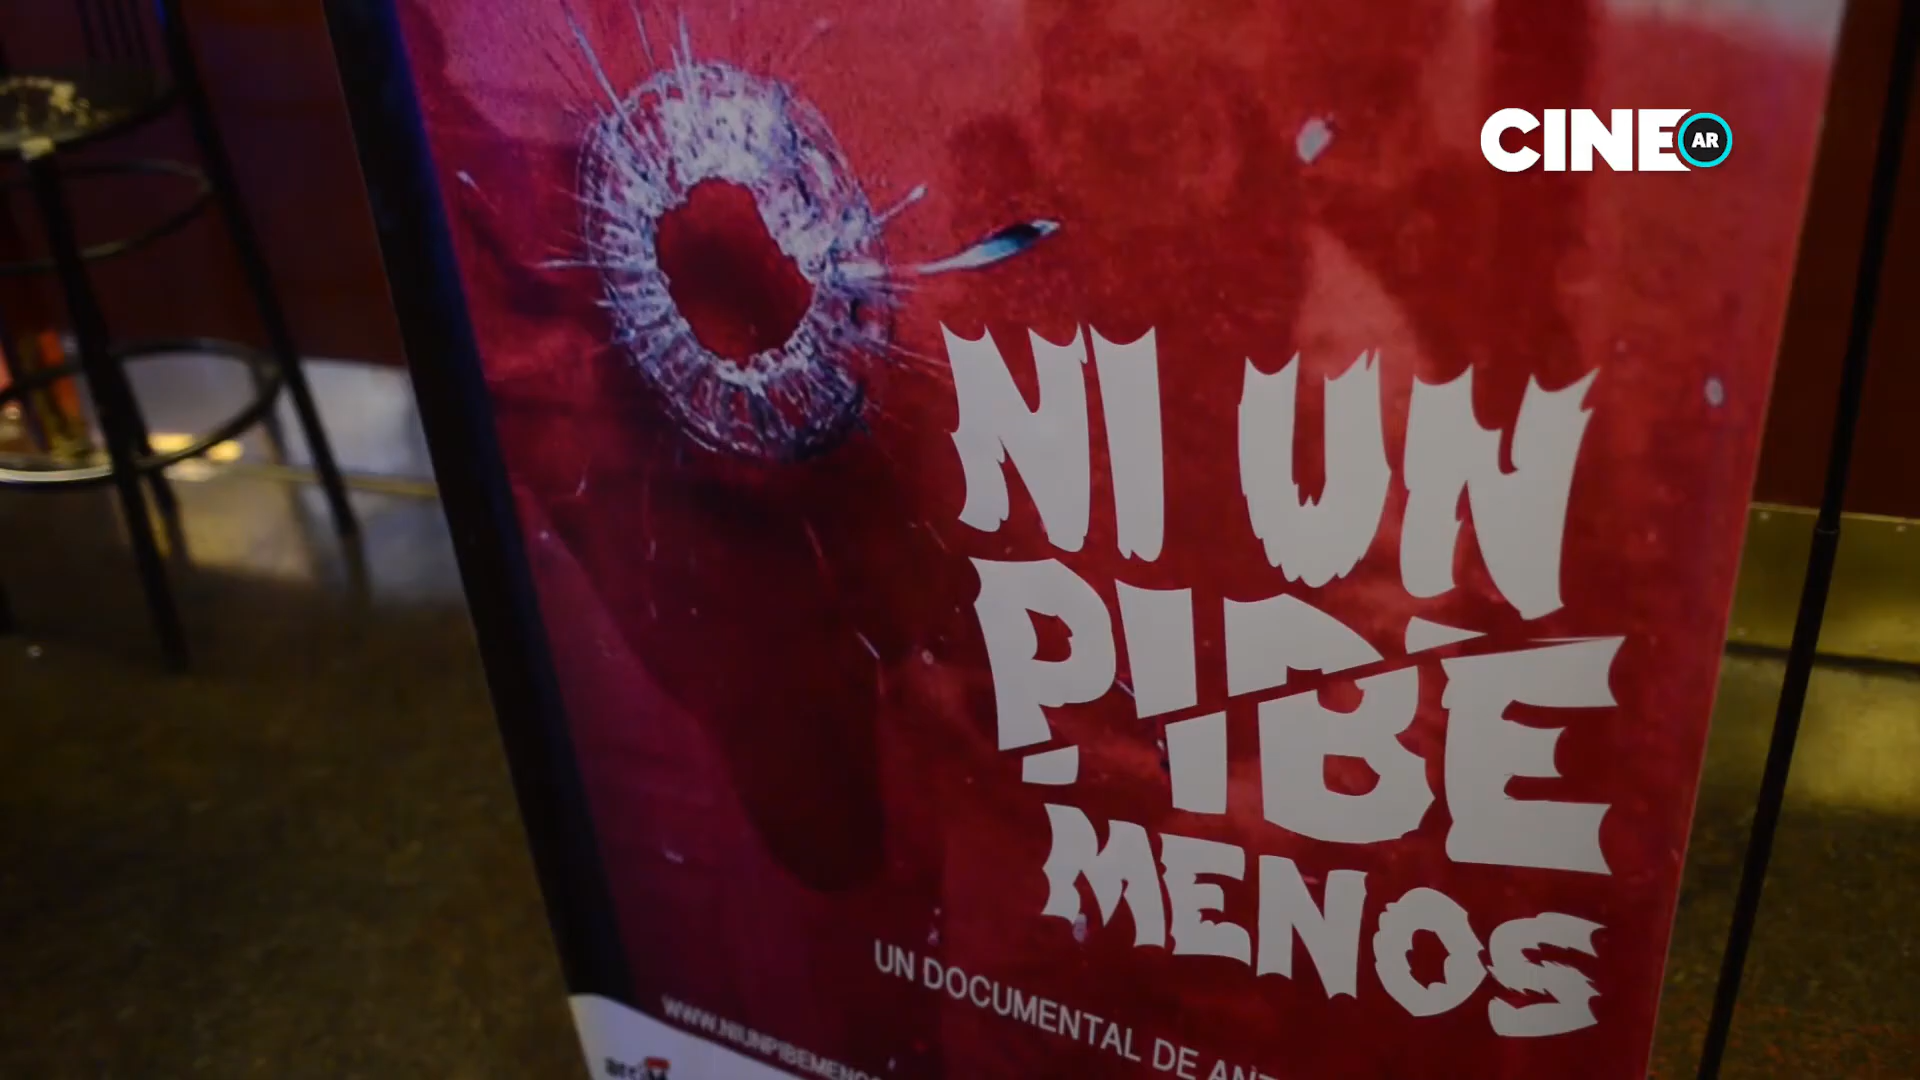 CINE AR
NI UN
PIBE
MENOS
UN DOCUMENTAL DE